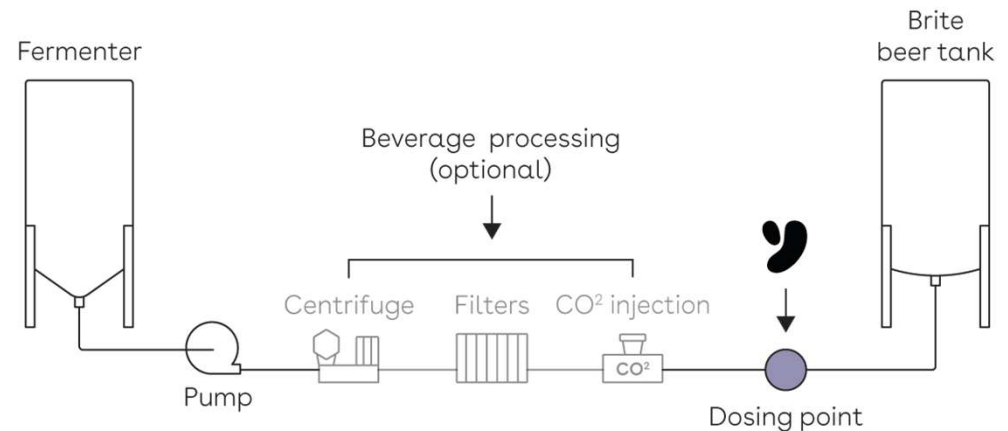 Fermenter
Brite
beer tank
Beverage processing
(optional)
Centrifuge
Filters
CO² injection
CO²
Pump
Dosing point